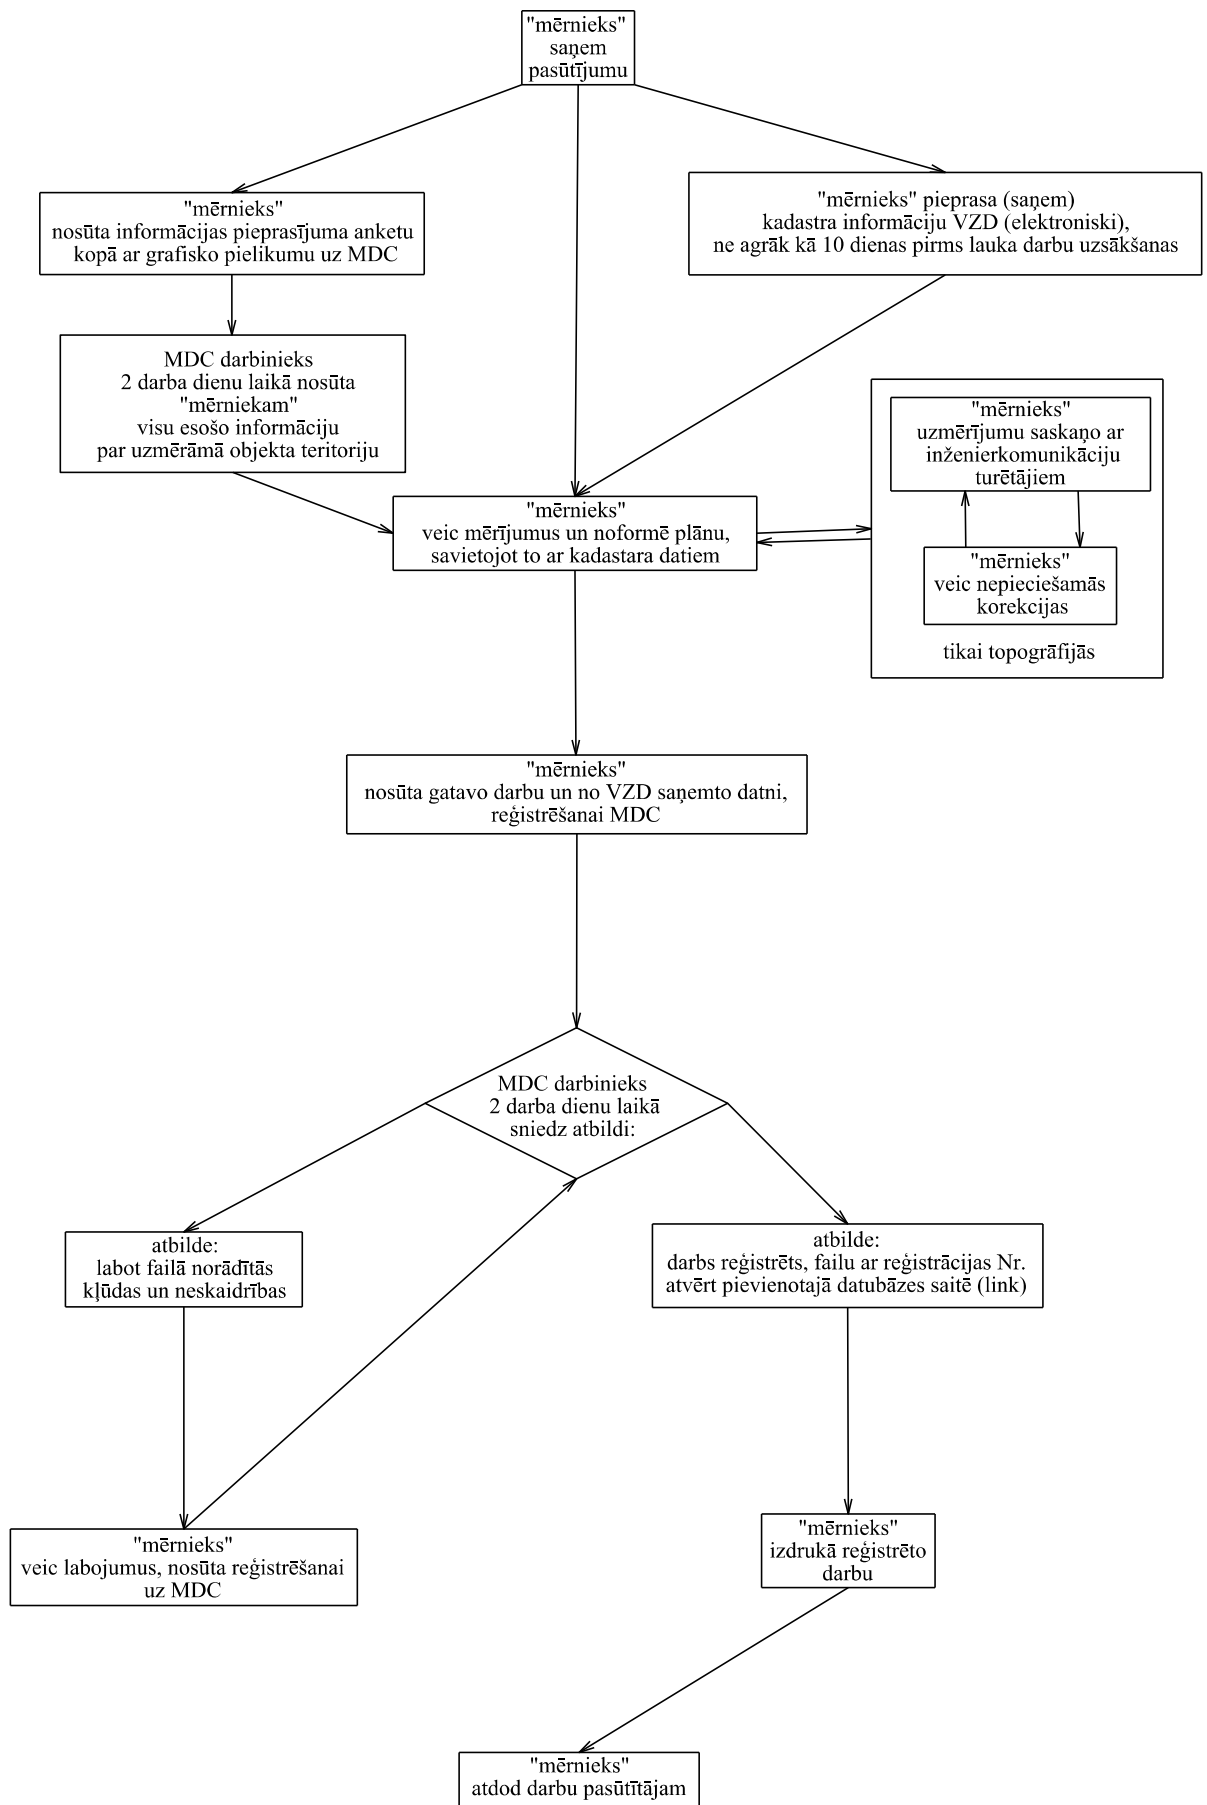 "mērnieks"
saņem
pasūtījumu
"mērnieks"
nosūta informācijas pieprasījuma anketu
kopā ar grafisko pielikumu uz MDC
"mērnieks" pieprasa (saņem)
kadastra informāciju VZD (elektroniski),
ne agrāk kā 10 dienas pirms lauka darbu uzsākšanas
MDC darbinieks
2 darba dienu laikā nosūta
"mērniekam"
visu esošo informāciju
par uzmērāmā objekta teritoriju
"mērnieks"
uzmērījumu saskaņo ar
inženierkomunikāciju
turētājiem
"mērnieks"
veic nepieciešamās
korekcijas
tikai topogrāfijās
"mērnieks"
veic mērījumus un noformē plānu,
savietojot to ar kadastara datiem
"mērnieks"
nosūta gatavo darbu un no VZD saņemto datni,
reģistrēšanai MDC
MDC darbinieks
2 darba dienu laikā
sniedz atbildi:
atbilde:
labot failā norādītās
kļūdas un neskaidrības
atbilde:
darbs reģistrēts, failu ar reģistrācijas Nr.
atvērt pievienotajā datubāzes saitē (link)
"mērnieks"
veic labojumus, nosūta reģistrēšanai
uz MDC
"mērnieks"
izdrukā reģistrēto
darbu
"mērnieks"
atdod darbu pasūtītājam